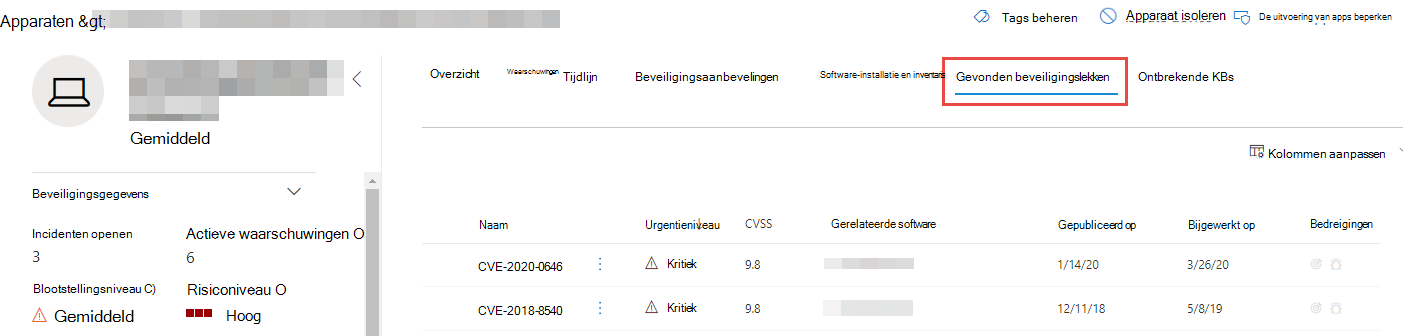 Apparaten &gt;
Tags beheren Apparaat isoleren De uitvoering van apps beperken
Overzicht Waarschuwingen Tijdlijn Beveiligingsaanbevelingen Software-installatie en inventaris Gevonden beveiligingslekken Ontbrekende KBs
Gemiddeld
Kolommen aanpassen
Beveiligingsgegevens
Incidenten openen Actieve waarschuwingen O
3 6
Blootstellingsniveau C) Risiconiveau O
Gemiddeld Hoog
Naam Urgentieniveau CVSS Gerelateerde software Gepubliceerd op Bijgewerkt op Bedreigingen
CVE-2020-0646 Kritiek 9.8 1/14/20 3/26/20
CVE-2018-8540 Kritiek 9.8 12/11/18 5/8/19